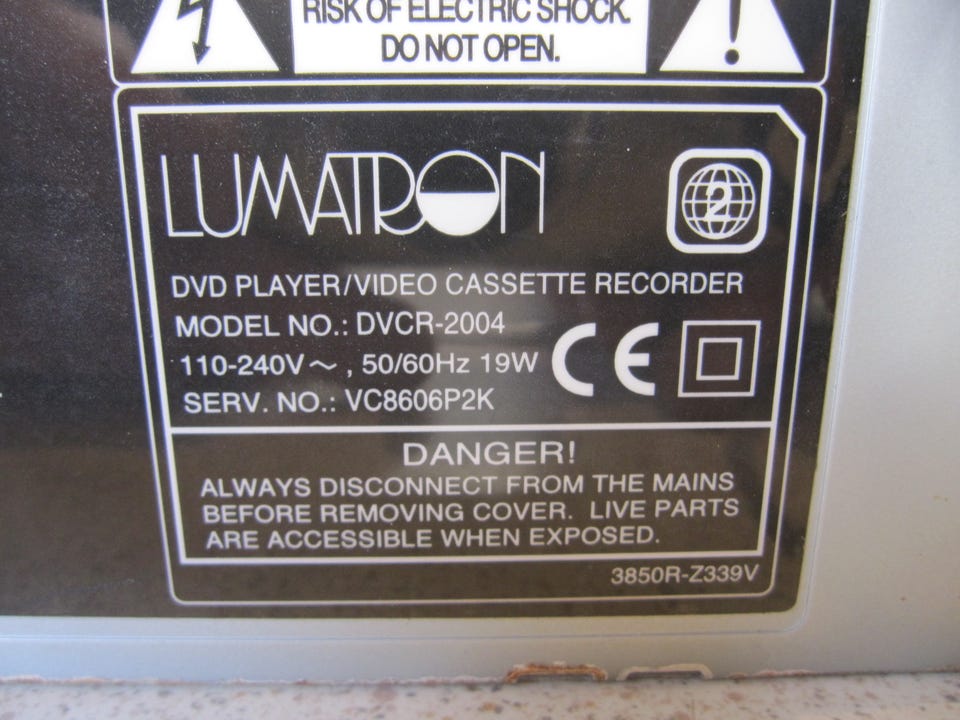 RISK OF ELECTRIC SHOCK.
DO NOT OPEN.
LUMATRON
2
DVD PLAYER/VIDEO CASSETTE RECORDER
MODEL NO.: DVCR-2004
110-240V ~ , 50/60Hz 19W
CE
SERV. NO.: VC8606P2K
DANGER!
ALWAYS DISCONNECT FROM THE MAINS
BEFORE REMOVING COVER. LIVE PARTS
ARE ACCESSIBLE WHEN EXPOSED.
3850R-Z339V